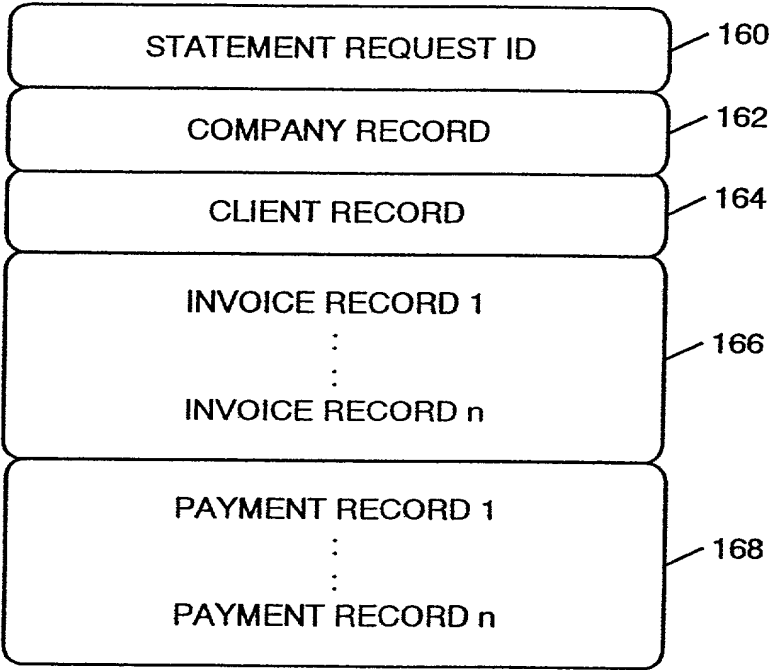 STATEMENT REQUEST ID
160
COMPANY RECORD
162
CLIENT RECORD
164
INVOICE RECORD 1
166
INVOICE RECORD n
PAYMENT RECORD 1
168
PAYMENT RECORD n